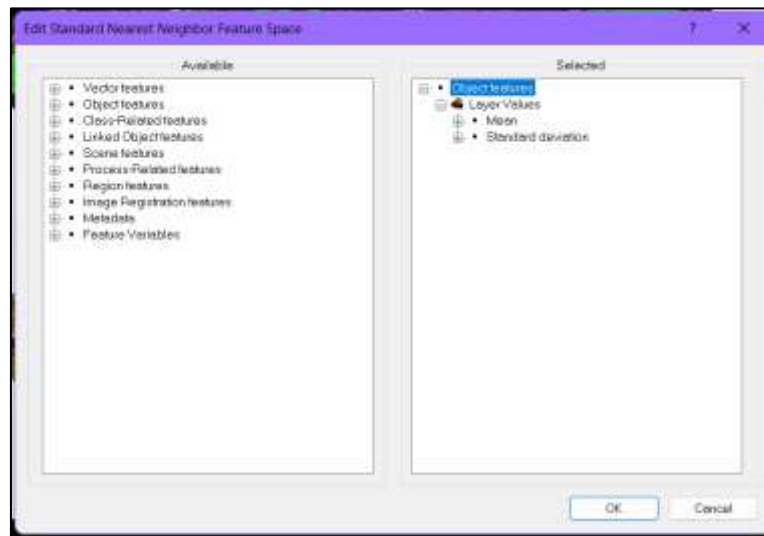 Edit Standard Nearest Neighbor Feature Space
? ×
Available
Vector features
Object features
Class-Related features
Linked Object features
Scene features
Process-Related features
Region features
Image Registration features
Metadata
Feature Variables
Selected
Object features
Layer Values
Mean
Standard deviation
OK
Cancel